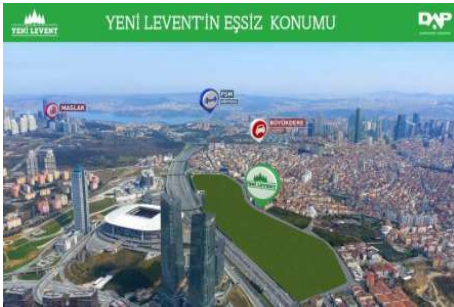 YENİ LEVENT
YENİ LEVENT'İN EŞSİZ KONUMU
DAP
MASLAK
FSM
BÜYÜKDERE
YENİ LEVENT